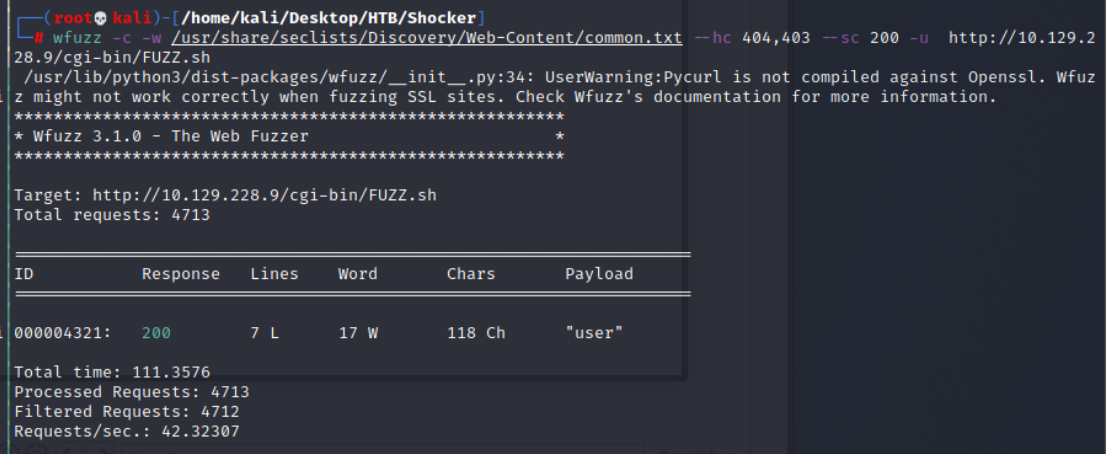 (root💀kali)-[/home/kali/Desktop/HTB/Shocker]
# wfuzz -c -w /usr/share/seclists/Discovery/Web-Content/common.txt --hc 404,403 --sc 200 -u  http://10.129.2
28.9/cgi-bin/FUZZ.sh
 /usr/lib/python3/dist-packages/wfuzz/__init__.py:34: UserWarning:Pycurl is not compiled against Openssl. Wfuz
z might not work correctly when fuzzing SSL sites. Check Wfuzz's documentation for more information.
********************************************************
* Wfuzz 3.1.0 - The Web Fuzzer                         *
********************************************************

Target: http://10.129.228.9/cgi-bin/FUZZ.sh
Total requests: 4713

=====================================================================
ID           Response   Lines    Word       Chars       Payload
=====================================================================

000004321:   200        7 L      17 W       118 Ch      "user"

Total time: 111.3576
Processed Requests: 4713
Filtered Requests: 4712
Requests/sec.: 42.32307